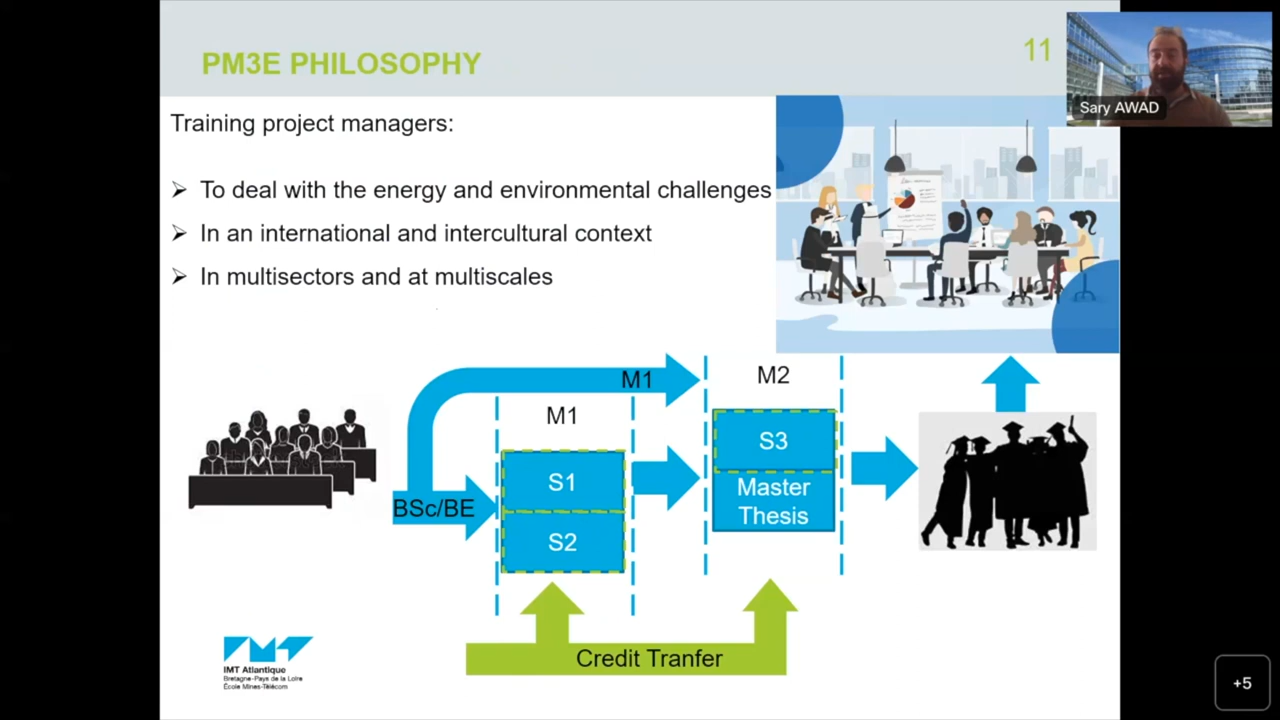 PM3E PHILOSOPHY
11
Sary AWAD
Training project managers:
To deal with the energy and environmental challenges
In an international and intercultural context
In multisectors and at multiscales
M1
M2
M1
S3
S1
Master
Thesis
BSc/BE
S2
Credit Tranfer
IMT Atlantique
Bretagne-Pays de la Loire
École Mines-Télécom
+5